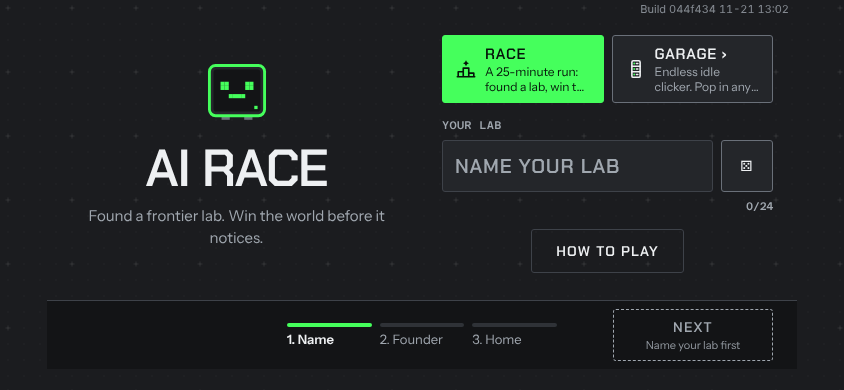 Build 044f434 11-21 13:02
AI RACE
Found a frontier lab. Win the world before it
notices.
RACE
A 25-minute run:
found a lab, win t...
GARAGE ›
Endless idle
clicker. Pop in any...
YOUR LAB
NAME YOUR LAB
0/24
HOW TO PLAY
1. Name
2. Founder
3. Home
NEXT
Name your lab first